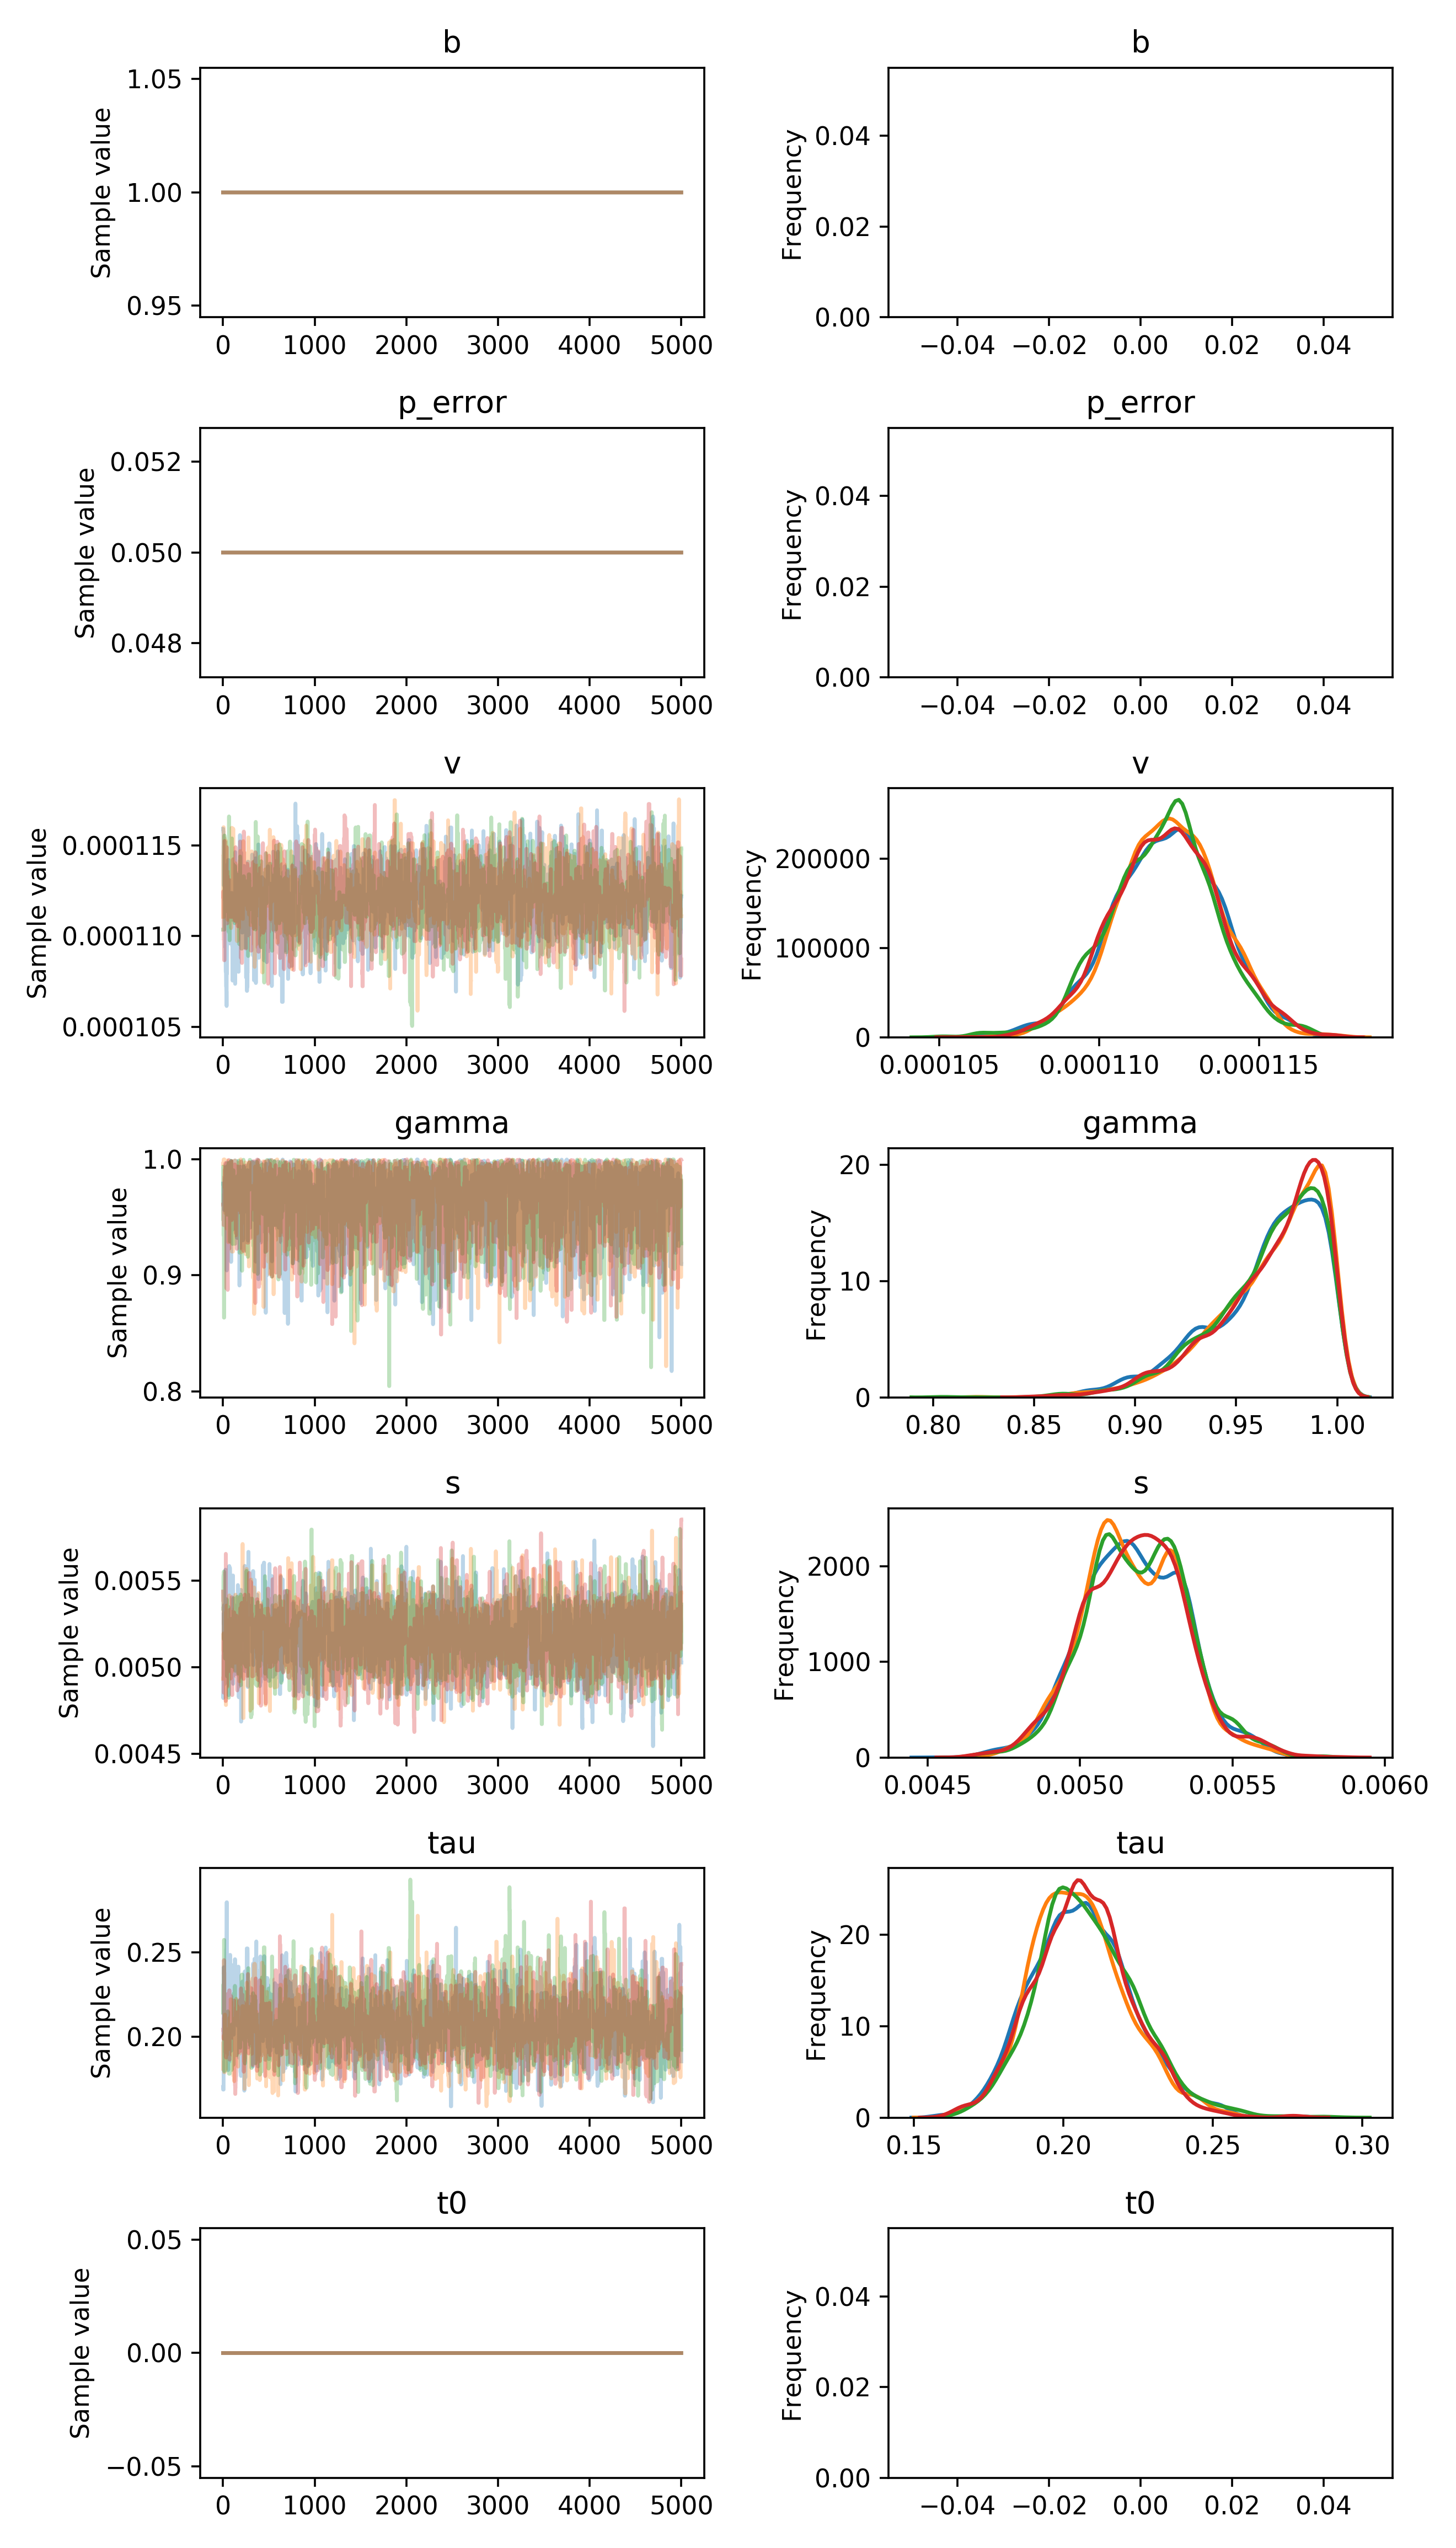 b
b
Sample value
1.05
1.00
0.95
0 1000 2000 3000 4000 5000
Frequency
0.04
0.02
0.00
−0.04 −0.02 0.00 0.02 0.04
p_error
p_error
Sample value
0.052
0.050
0.048
0 1000 2000 3000 4000 5000
Frequency
0.04
0.02
0.00
−0.04 −0.02 0.00 0.02 0.04
v
v
Sample value
0.000115
0.000110
0.000105
0 1000 2000 3000 4000 5000
Frequency
200000
100000
0
0.000105 0.000110 0.000115
gamma
gamma
Sample value
1.0
0.9
0.8
0 1000 2000 3000 4000 5000
Frequency
20
10
0
0.80 0.85 0.90 0.95 1.00
s
s
Sample value
0.0055
0.0050
0.0045
0 1000 2000 3000 4000 5000
Frequency
2000
1000
0
0.0045 0.0050 0.0055 0.0060
tau
tau
Sample value
0.25
0.20
0 1000 2000 3000 4000 5000
Frequency
20
10
0
0.15 0.20 0.25 0.30
t0
t0
Sample value
0.05
0.00
−0.05
0 1000 2000 3000 4000 5000
Frequency
0.04
0.02
0.00
−0.04 −0.02 0.00 0.02 0.04